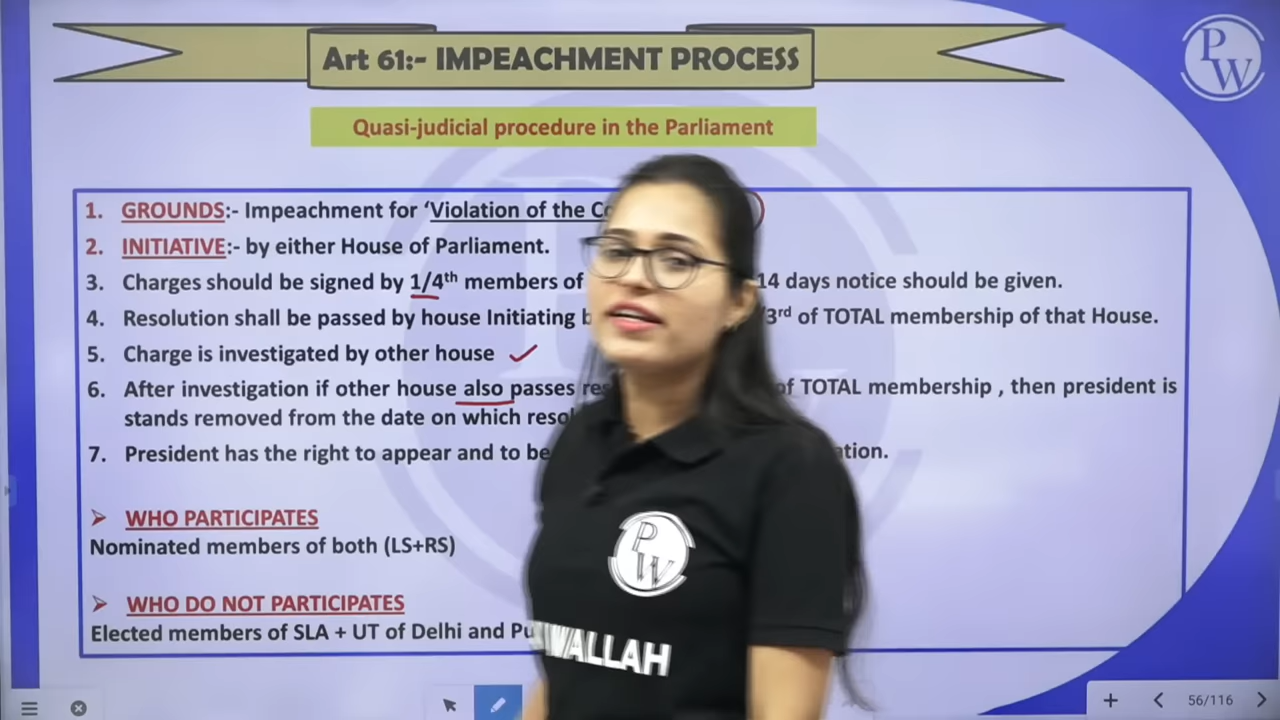 Art 61:- IMPEACHMENT PROCESS
P
W
Quasi-judicial procedure in the Parliament
1. GROUNDS:- Impeachment for ‘Violation of the
2. INITIATIVE:- by either House of Parliament.
3. Charges should be signed by 1/4th members of 14 days notice should be given.
4. Resolution shall be passed by house Initiating 3rd of TOTAL membership of that House.
5. Charge is investigated by other house
6. After investigation if other house also passes of TOTAL membership , then president is
stands removed from the date on which
7. President has the right to appear and to be
➢ WHO PARTICIPATES
Nominated members of both (LS+RS)
➢ WHO DO NOT PARTICIPATES
Elected members of SLA + UT of Delhi and
P
W
WALLAH
56/116